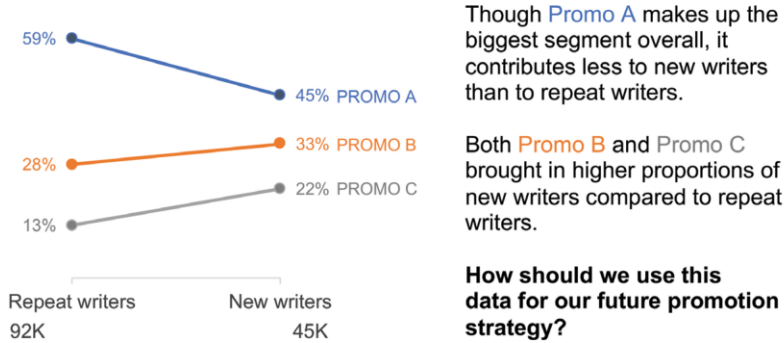 59%
45% PROMO A
28%
33% PROMO B
13%
22% PROMO C
Repeat writers
92K
New writers
45K
Though Promo A makes up the
biggest segment overall, it
contributes less to new writers
than to repeat writers.
Both Promo B and Promo C
brought in higher proportions of
new writers compared to repeat
writers.
How should we use this
data for our future promotion
strategy?